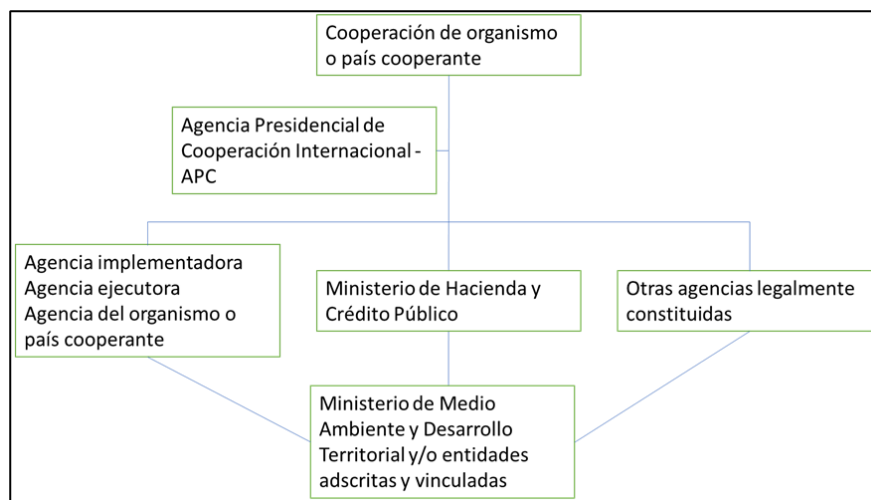 Cooperación de organismo
o país cooperante
Agencia Presidencial de
Cooperación Internacional -
APC
Agencia implementadora
Agencia ejecutora
Agencia del organismo o
país cooperante
Ministerio de Hacienda y
Crédito Público
Otras agencias legalmente
constituidas
Ministerio de Medio
Ambiente y Desarrollo
Territorial y/o entidades
adscritas y vinculadas